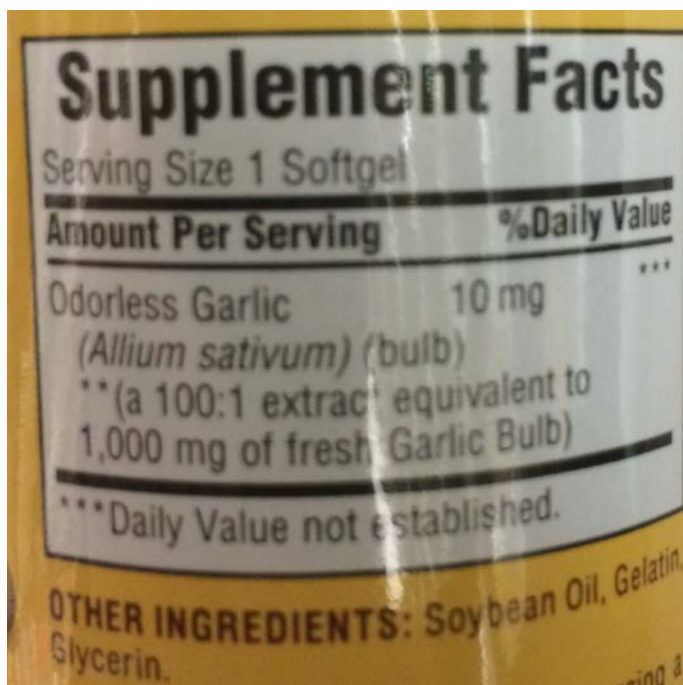 Supplement Facts
Serving Size 1 Softgel
Amount Per Serving %Daily Value
Odorless Garlic 10 mg ***
(Allium sativum) (bulb)
**(a 100:1 extract equivalent to
1,000 mg of fresh Garlic Bulb)
***Daily Value not established.
OTHER INGREDIENTS: Soybean Oil, Gelatin,
Glycerin.